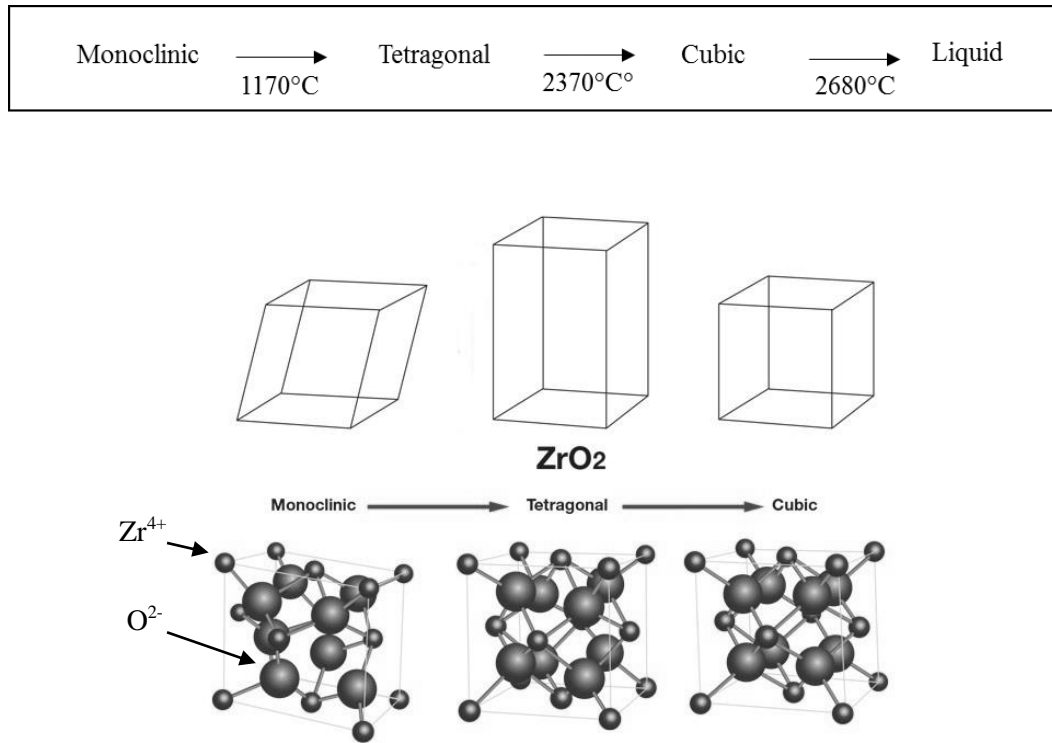 Monoclinic Tetragonal Cubic Liquid
1170°C 2370°C° 2680°C
ZrO₂
Monoclinic Tetragonal Cubic
Zr⁴⁺
O²⁻